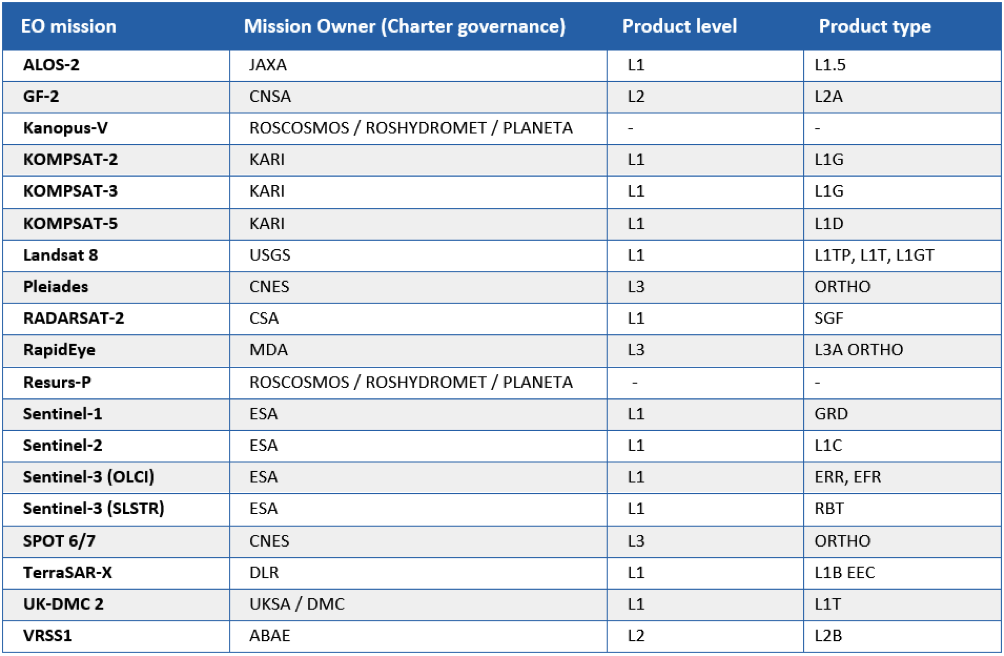 EO mission Mission Owner (Charter governance) Product level Product type
ALOS-2 JAXA L1 L1.5
GF-2 CNSA L2 L2A
Kanopus-V ROSCOSMOS / ROSHYDROMET / PLANETA - -
KOMPSAT-2 KARI L1 L1G
KOMPSAT-3 KARI L1 L1G
KOMPSAT-5 KARI L1 L1D
Landsat 8 USGS L1 L1TP, L1T, L1GT
Pleiades CNES L3 ORTHO
RADARSAT-2 CSA L1 SGF
RapidEye MDA L3 L3A ORTHO
Resurs-P ROSCOSMOS / ROSHYDROMET / PLANETA - -
Sentinel-1 ESA L1 GRD
Sentinel-2 ESA L1 L1C
Sentinel-3 (OLCI) ESA L1 ERR, EFR
Sentinel-3 (SLSTR) ESA L1 RBT
SPOT 6/7 CNES L3 ORTHO
TerraSAR-X DLR L1 L1B EEC
UK-DMC 2 UKSA / DMC L1 L1T
VRSS1 ABAE L2 L2B